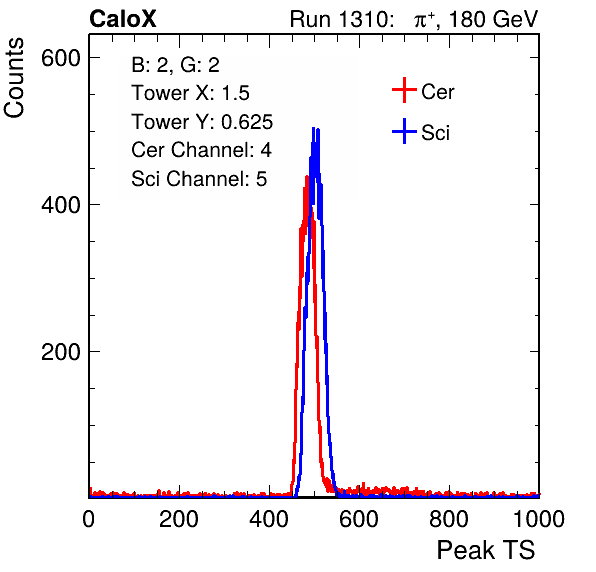 CaloX Run 1310: π⁺, 180 GeV
Counts
600
400
200
B: 2, G: 2
Tower X: 1.5
Tower Y: 0.625
Cer Channel: 4
Sci Channel: 5
Cer
Sci
0 200 400 600 800 1000
Peak TS